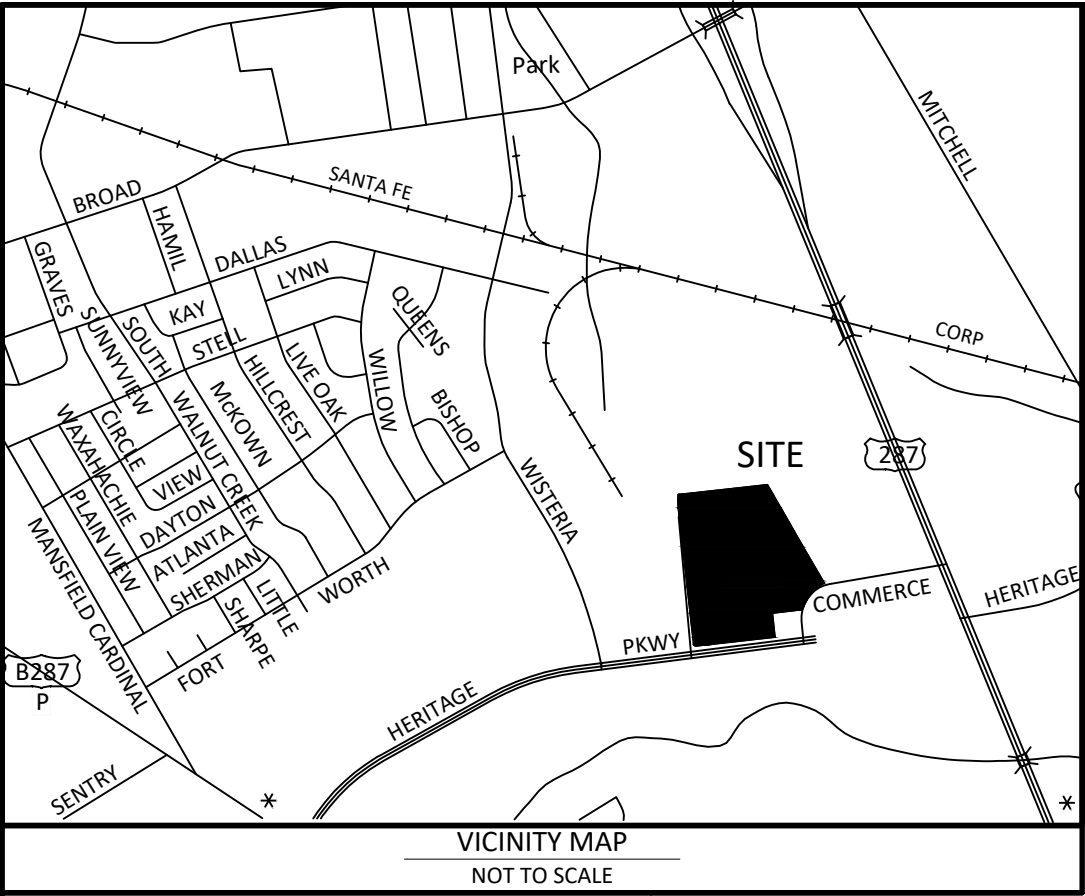 Park
MITCHELL
SANTA FE
BROAD
HAMIL
DALLAS
GRAVES
LYNN
KAY
QUEENS
SUNNYVIEW
SOUTH
STELL
CORP
LIVE OAK
HILLCREST
WILLOW
McKOWN
BISHOP
WALNUT CREEK
WAXAHACHIE
CIRCLE
SITE
287
VIEW
WISTERIA
PLAIN VIEW
DAYTON
MANSFIELD CARDINAL
ATLANTA
SHERMAN
LITTLE
WORTH
SHARPE
COMMERCE
HERITAGE
FORT
PKWY
B287
P
HERITAGE
SENTRY
*
*
VICINITY MAP
NOT TO SCALE